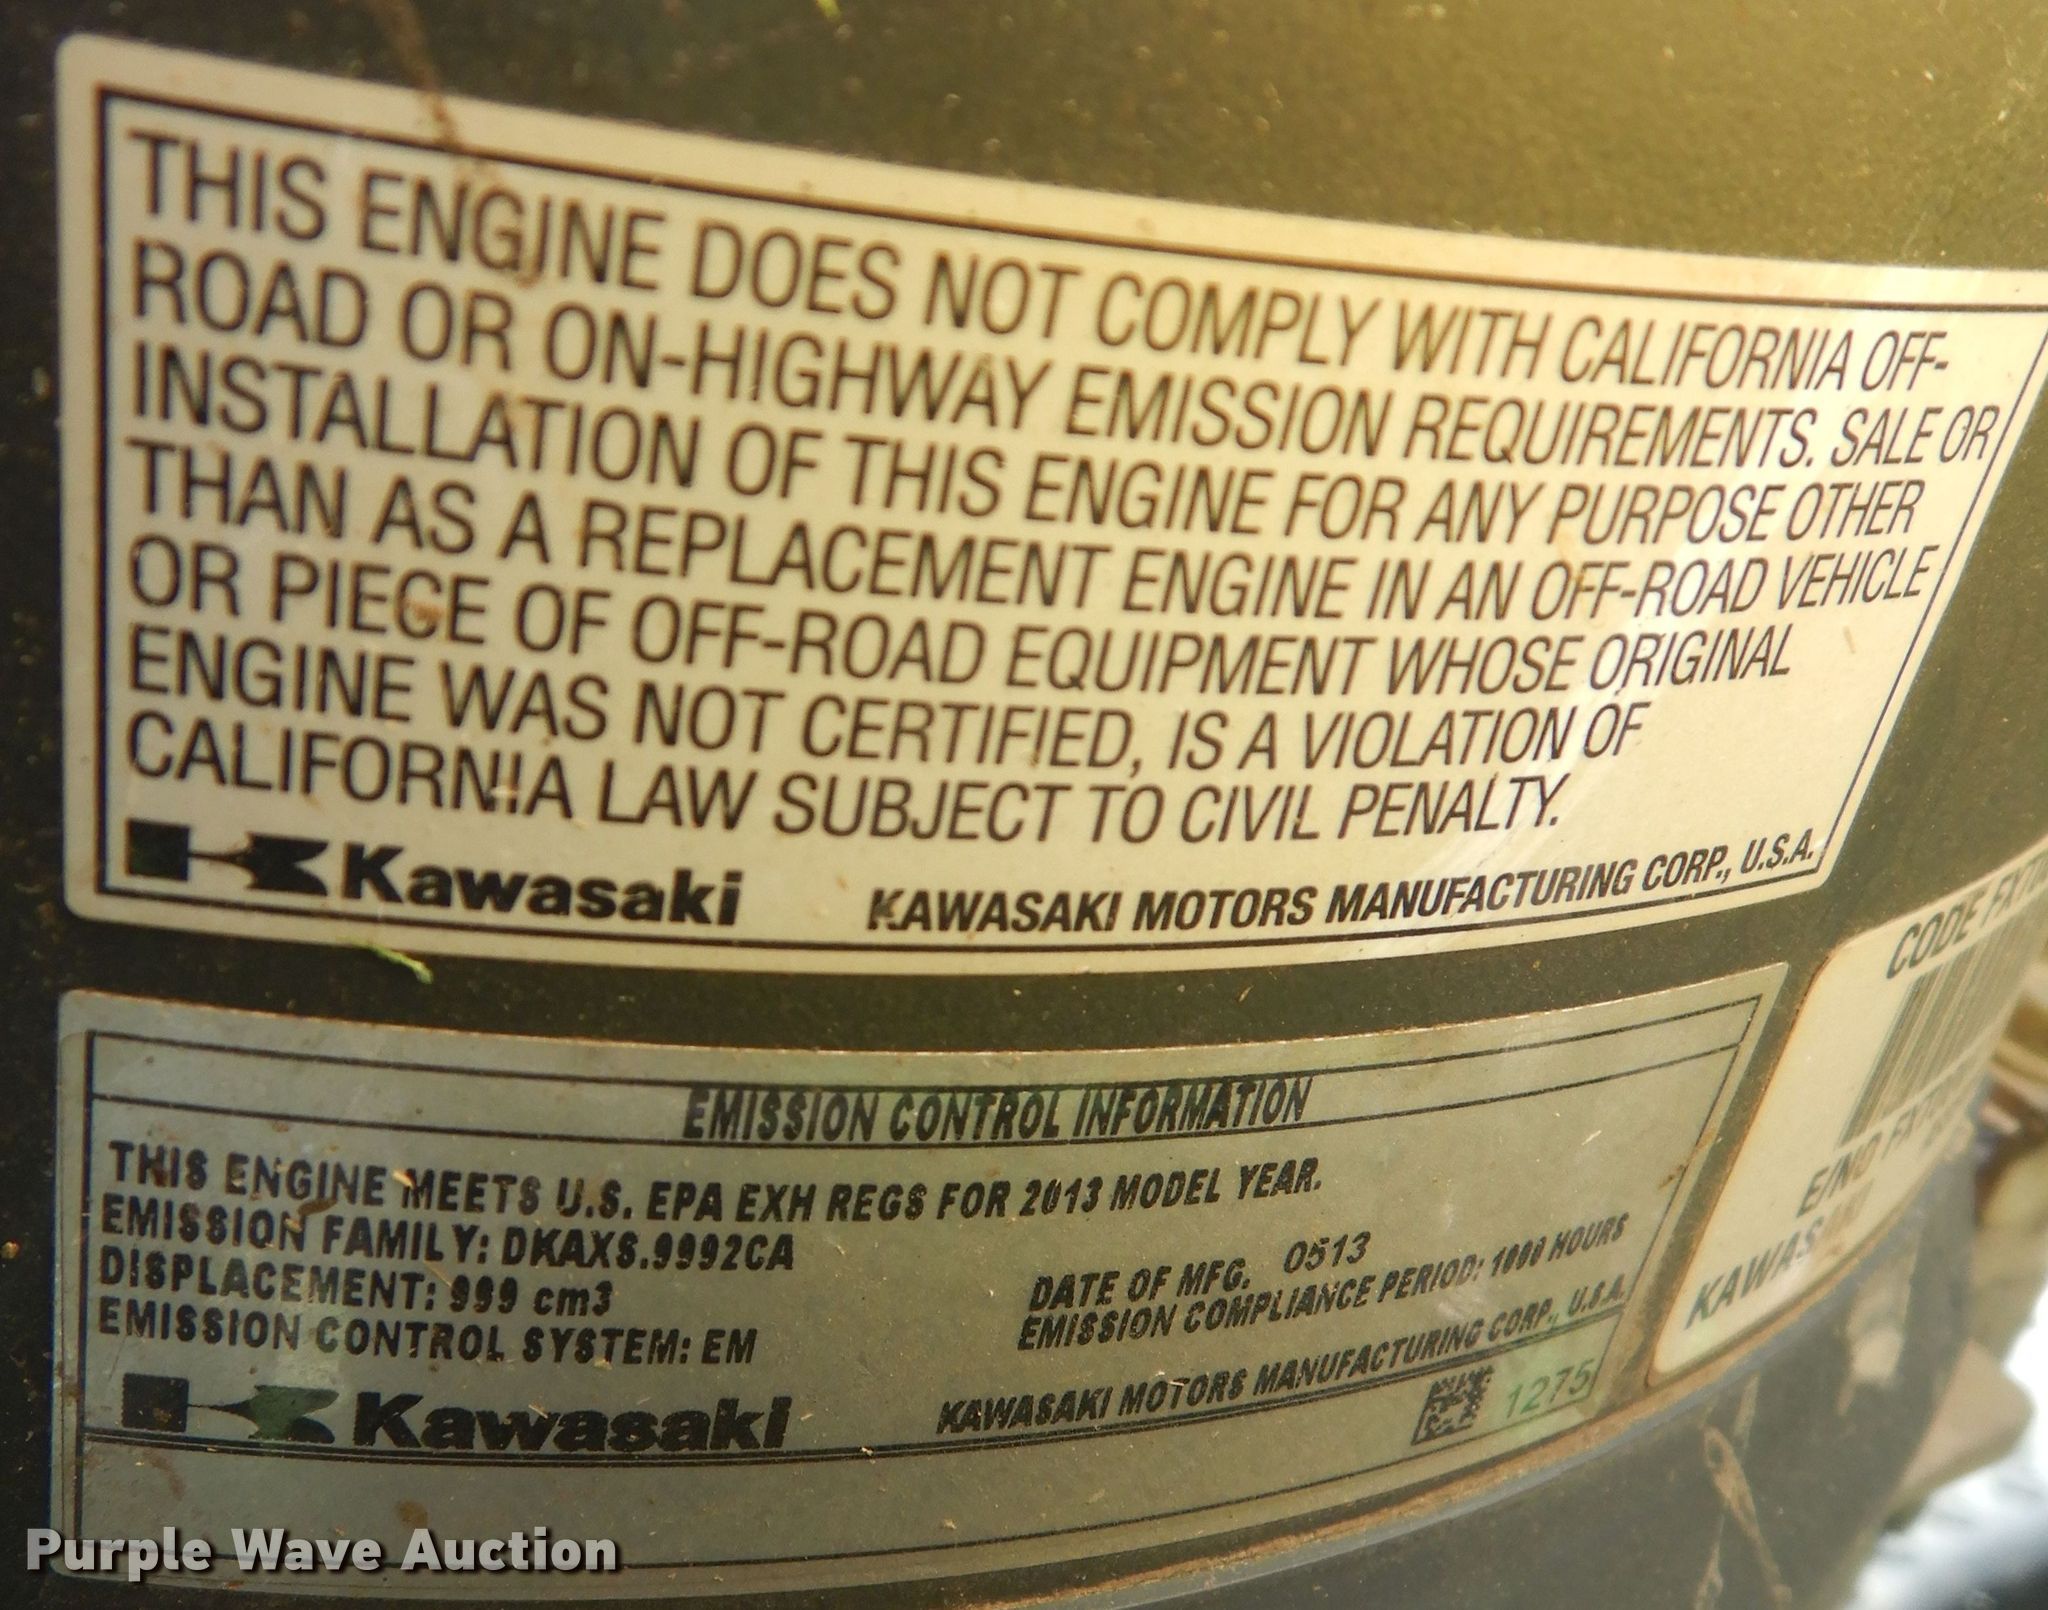 THIS ENGINE DOES NOT COMPLY WITH CALIFORNIA OFF-
ROAD OR ON-HIGHWAY EMISSION REQUIREMENTS. SALE OR
INSTALLATION OF THIS ENGINE FOR ANY PURPOSE OTHER
THAN AS A REPLACEMENT ENGINE IN AN OFF-ROAD VEHICLE
OR PIECE OF OFF-ROAD EQUIPMENT WHOSE ORIGINAL
ENGINE WAS NOT CERTIFIED, IS A VIOLATION OF
CALIFORNIA LAW SUBJECT TO CIVIL PENALTY.
Kawasaki KAWASAKI MOTORS MANUFACTURING CORP., U.S.A.
EMISSION CONTROL INFORMATION
THIS ENGINE MEETS U.S. EPA EXH REGS FOR 2013 MODEL YEAR.
EMISSION FAMILY: DKAXS.9992CA
DISPLACEMENT: 999 cm3 DATE OF MFG. 0513
EMISSION CONTROL SYSTEM: EM EMISSION COMPLIANCE PERIOD: 1000 HOURS
Kawasaki KAWASAKI MOTORS MANUFACTURING CORP., U.S.A.
1275
CODE
E/NO
KAWASAKI
Purple Wave Auction